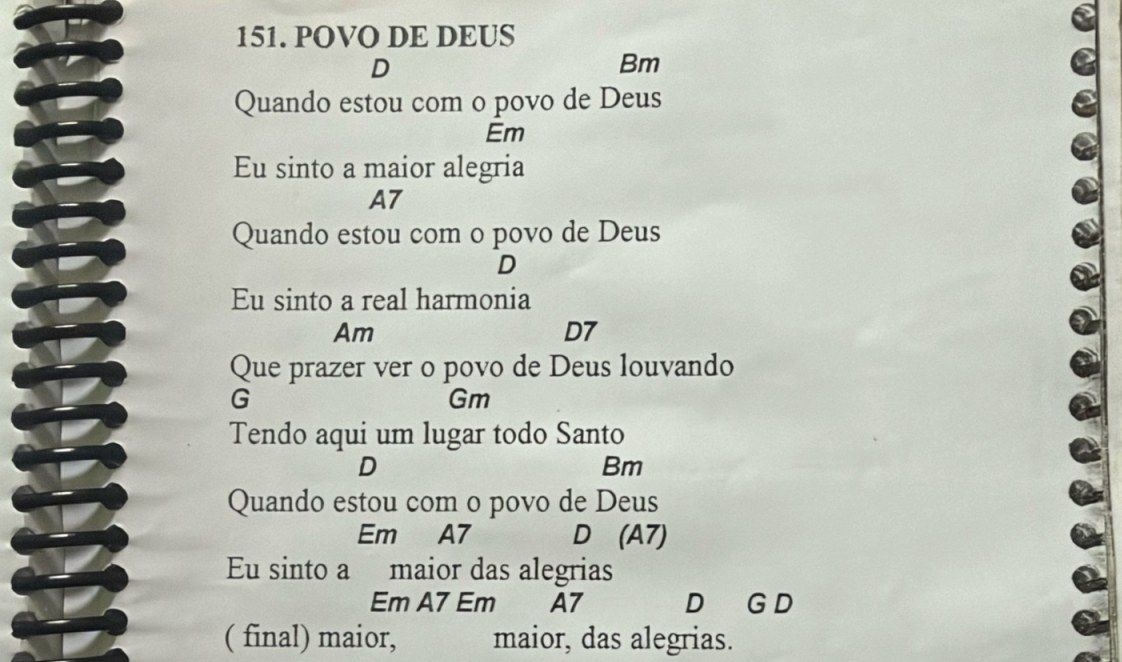 151. POVO DE DEUS
D Bm
Quando estou com o povo de Deus
Em
Eu sinto a maior alegria
A7
Quando estou com o povo de Deus
D
Eu sinto a real harmonia
Am D7
Que prazer ver o povo de Deus louvando
G Gm
Tendo aqui um lugar todo Santo
D Bm
Quando estou com o povo de Deus
Em A7 D (A7)
Eu sinto a maior das alegrias
Em A7 Em A7 D G D
( final) maior, maior, das alegrias.